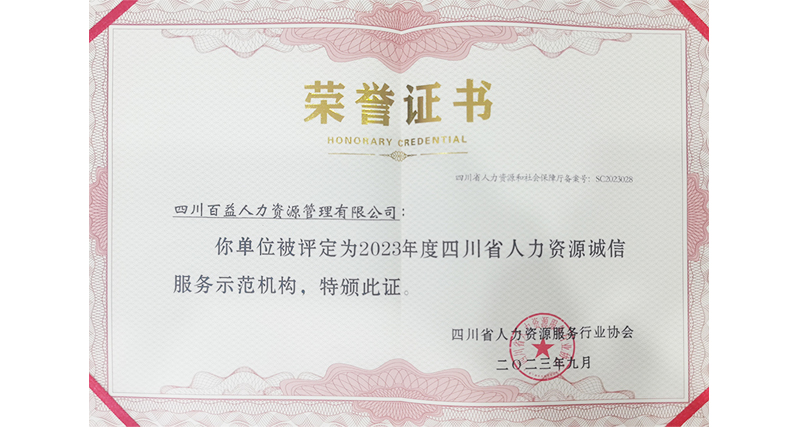 荣誉证书
HONORARY CREDENTIAL
四川省人力资源和社会保障厅备案号：SC2023028
四川百益人力资源管理有限公司：
你单位被评定为2023年度四川省人力资源诚信
服务示范机构，特颁此证。
四川省人力资源服务行业协会
二〇二三年九月